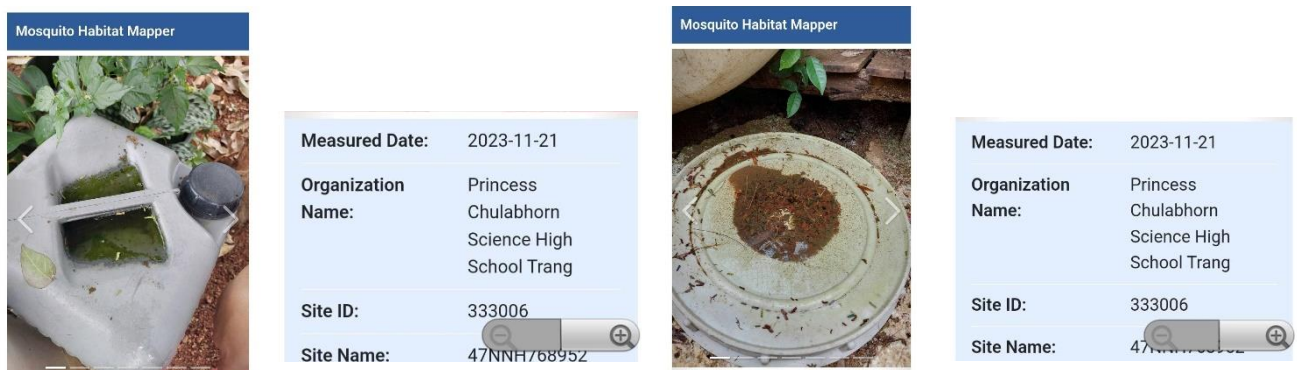 Mosquito Habitat Mapper
Measured Date: 2023-11-21
Organization Princess
Name: Chulabhorn
Science High
School Trang
Site ID: 333006
Site Name: 47NNH768952
Mosquito Habitat Mapper
Measured Date: 2023-11-21
Organization Princess
Name: Chulabhorn
Science High
School Trang
Site ID: 333006
Site Name: